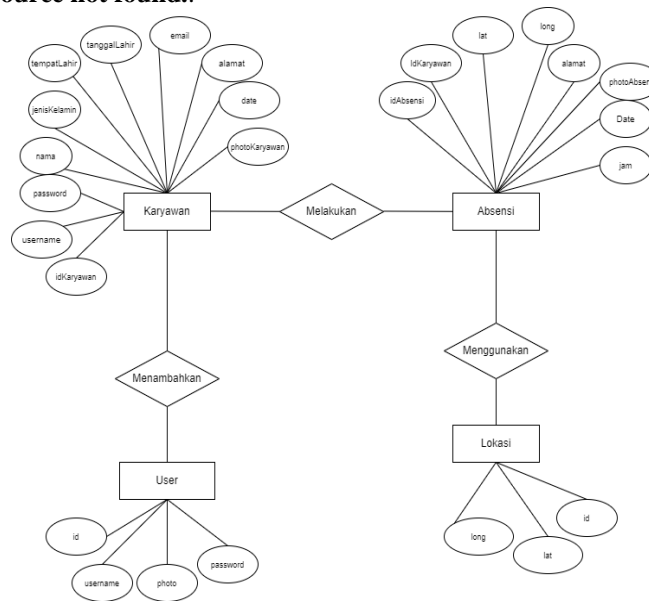 ource not found..
email
tanggalLahir
tempatLahir
alamat
date
jenisKelamin
photoKaryawan
nama
password
username
idKaryawan
Karyawan
Melakukan
Absensi
long
lat
IdKaryawan
alamat
photoAbsen
idAbsensi
Date
jam
Menambahkan
Menggunakan
User
Lokasi
id
username
photo
password
long
lat
id